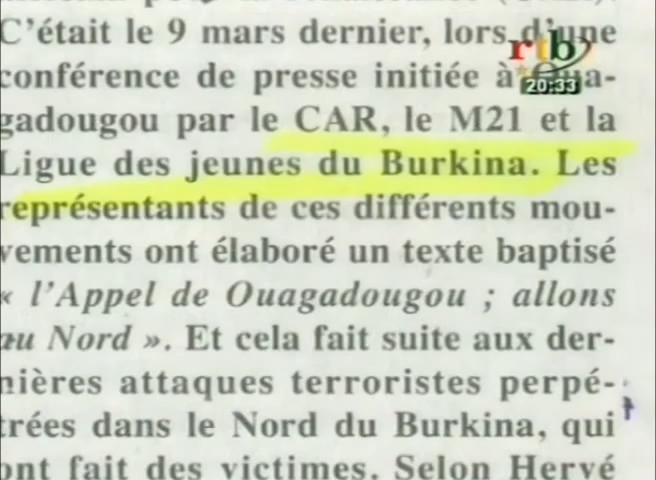 C'était le 9 mars dernier, lors d'une
conférence de presse initiée à
gadougou par le CAR, le M21 et la
Ligue des jeunes du Burkina. Les
représentants de ces différents mou-
vements ont élaboré un texte baptisé
« l'Appel de Ouagadougou ; allons
au Nord ». Et cela fait suite aux der-
nières attaques terroristes perpé-
trées dans le Nord du Burkina, qui
ont fait des victimes. Selon Hervé
rtb
20:33